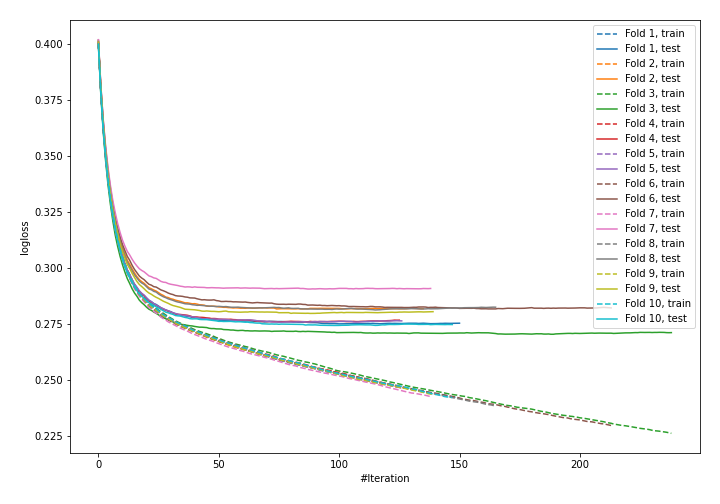 0.400
0.375
0.350
0.325
0.300
0.275
0.250
0.225
logloss
0
50
100
150
200
#Iteration
Fold 1, train
Fold 1, test
Fold 2, train
Fold 2, test
Fold 3, train
Fold 3, test
Fold 4, train
Fold 4, test
Fold 5, train
Fold 5, test
Fold 6, train
Fold 6, test
Fold 7, train
Fold 7, test
Fold 8, train
Fold 8, test
Fold 9, train
Fold 9, test
Fold 10, train
Fold 10, test